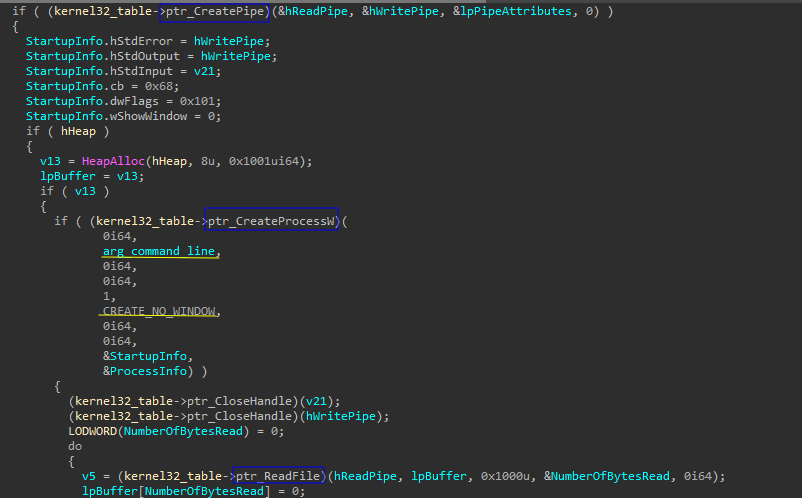 if ( (kernel32_table->ptr_CreatePipe)(&hReadPipe, &hWritePipe, &lpPipeAttributes, 0) )
{
StartupInfo.hStdError = hWritePipe;
StartupInfo.hStdOutput = hWritePipe;
StartupInfo.hStdInput = v21;
StartupInfo.cb = 0x68;
StartupInfo.dwFlags = 0x101;
StartupInfo.wShowWindow = 0;
if ( hHeap )
{
v13 = HeapAlloc(hHeap, 8u, 0x1001ui64);
lpBuffer = v13;
if ( v13 )
{
if ( (kernel32_table->ptr_CreateProcessW)(
0i64,
arg_command_line,
0i64,
0i64,
1,
CREATE_NO_WINDOW,
0i64,
0i64,
&StartupInfo,
&ProcessInfo) )
{
(kernel32_table->ptr_CloseHandle)(v21);
(kernel32_table->ptr_CloseHandle)(hWritePipe);
LODWORD(NumberOfBytesRead) = 0;
do
{
v5 = (kernel32_table->ptr_ReadFile)(hReadPipe, lpBuffer, 0x1000u, &NumberOfBytesRead, 0i64);
lpBuffer[NumberOfBytesRead] = 0;